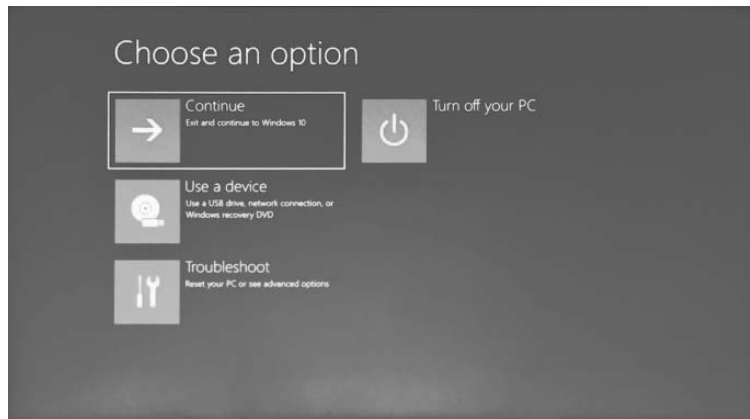 Choose an option
Continue
Exit and continue to Windows 10
Turn off your PC
Use a device
Use a USB drive, network connection, or
Windows recovery DVD
Troubleshoot
Reset your PC or see advanced options